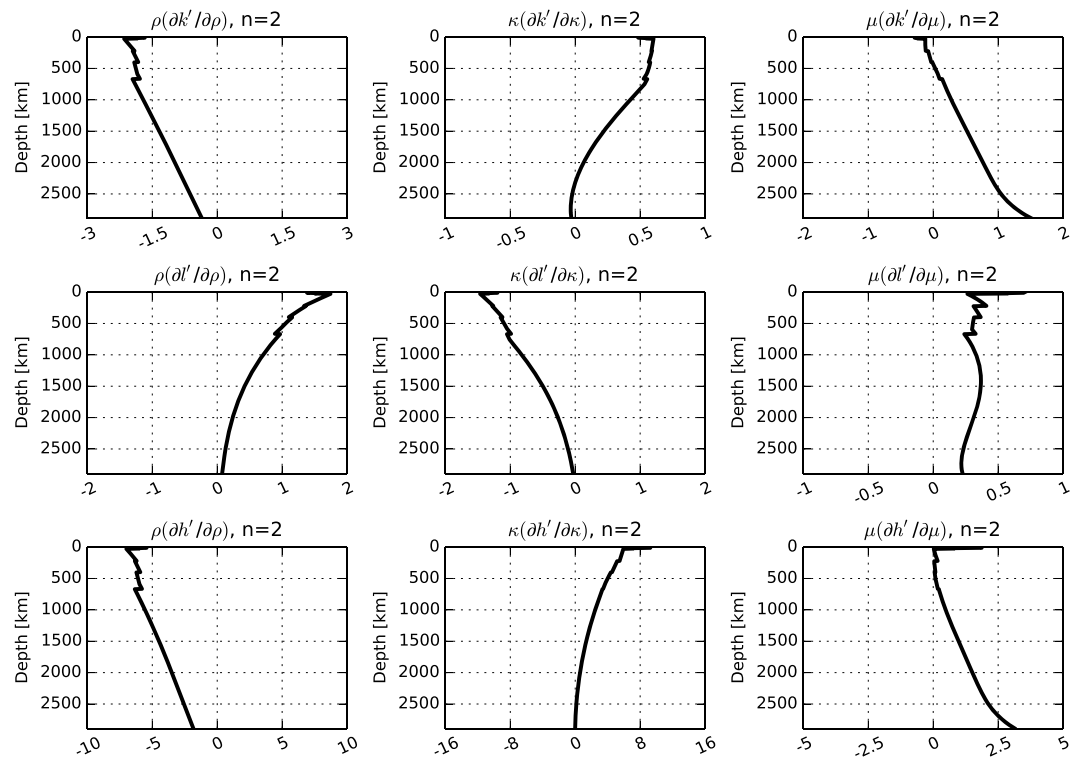 ρ(∂k′/∂ρ), n=2 κ(∂k′/∂κ), n=2 μ(∂k′/∂μ), n=2
0 0 0
500 500 500
1000 1000 1000
1500 1500 1500
2000 2000 2000
2500 2500 2500
Depth [km] Depth [km] Depth [km]
-3 -1.5 0 1.5 3 -1 -0.5 0 0.5 1 -2 -1 0 1 2
ρ(∂l′/∂ρ), n=2 κ(∂l′/∂κ), n=2 μ(∂l′/∂μ), n=2
0 0 0
500 500 500
1000 1000 1000
1500 1500 1500
2000 2000 2000
2500 2500 2500
Depth [km] Depth [km] Depth [km]
-2 -1 0 1 2 -2 -1 0 1 2 -1 -0.5 0 0.5 1
ρ(∂h′/∂ρ), n=2 κ(∂h′/∂κ), n=2 μ(∂h′/∂μ), n=2
0 0 0
500 500 500
1000 1000 1000
1500 1500 1500
2000 2000 2000
2500 2500 2500
Depth [km] Depth [km] Depth [km]
-10 -5 0 5 10 -16 -8 0 8 16 -5 -2.5 0 2.5 5